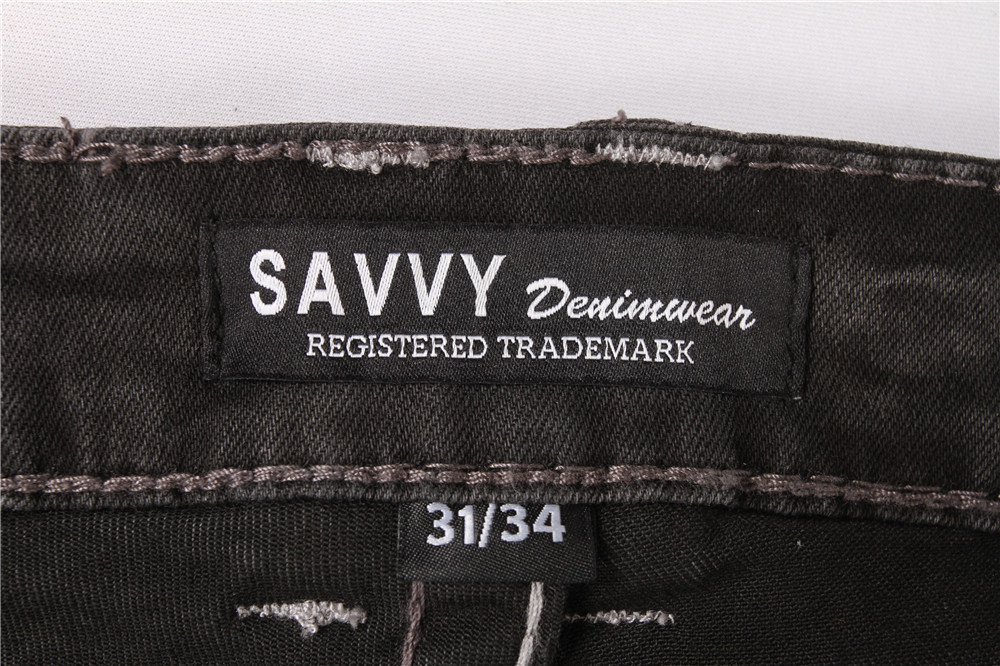 SAVVY Denimwear
REGISTERED TRADEMARK
31/34